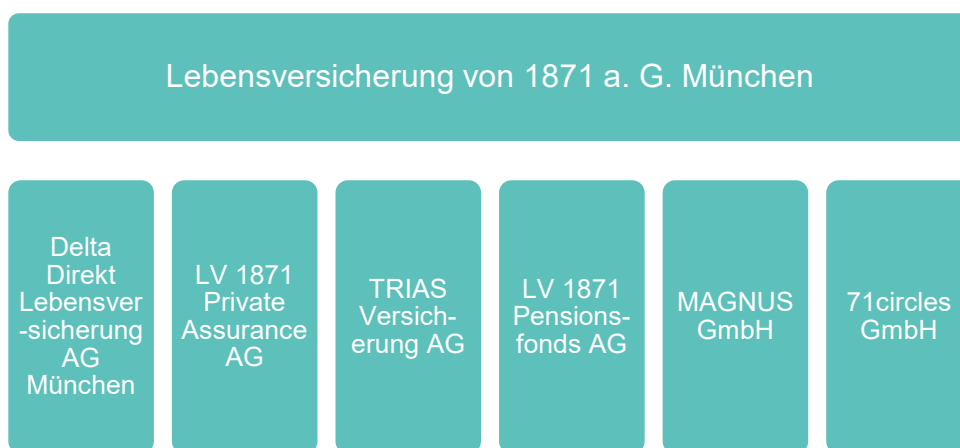 Lebensversicherung von 1871 a. G. München
Delta
Direkt
Lebensver
-sicherung
AG
München
LV 1871
Private
Assurance
AG
TRIAS
Versich-
erung AG
LV 1871
Pensions-
fonds AG
MAGNUS
GmbH
71circles
GmbH